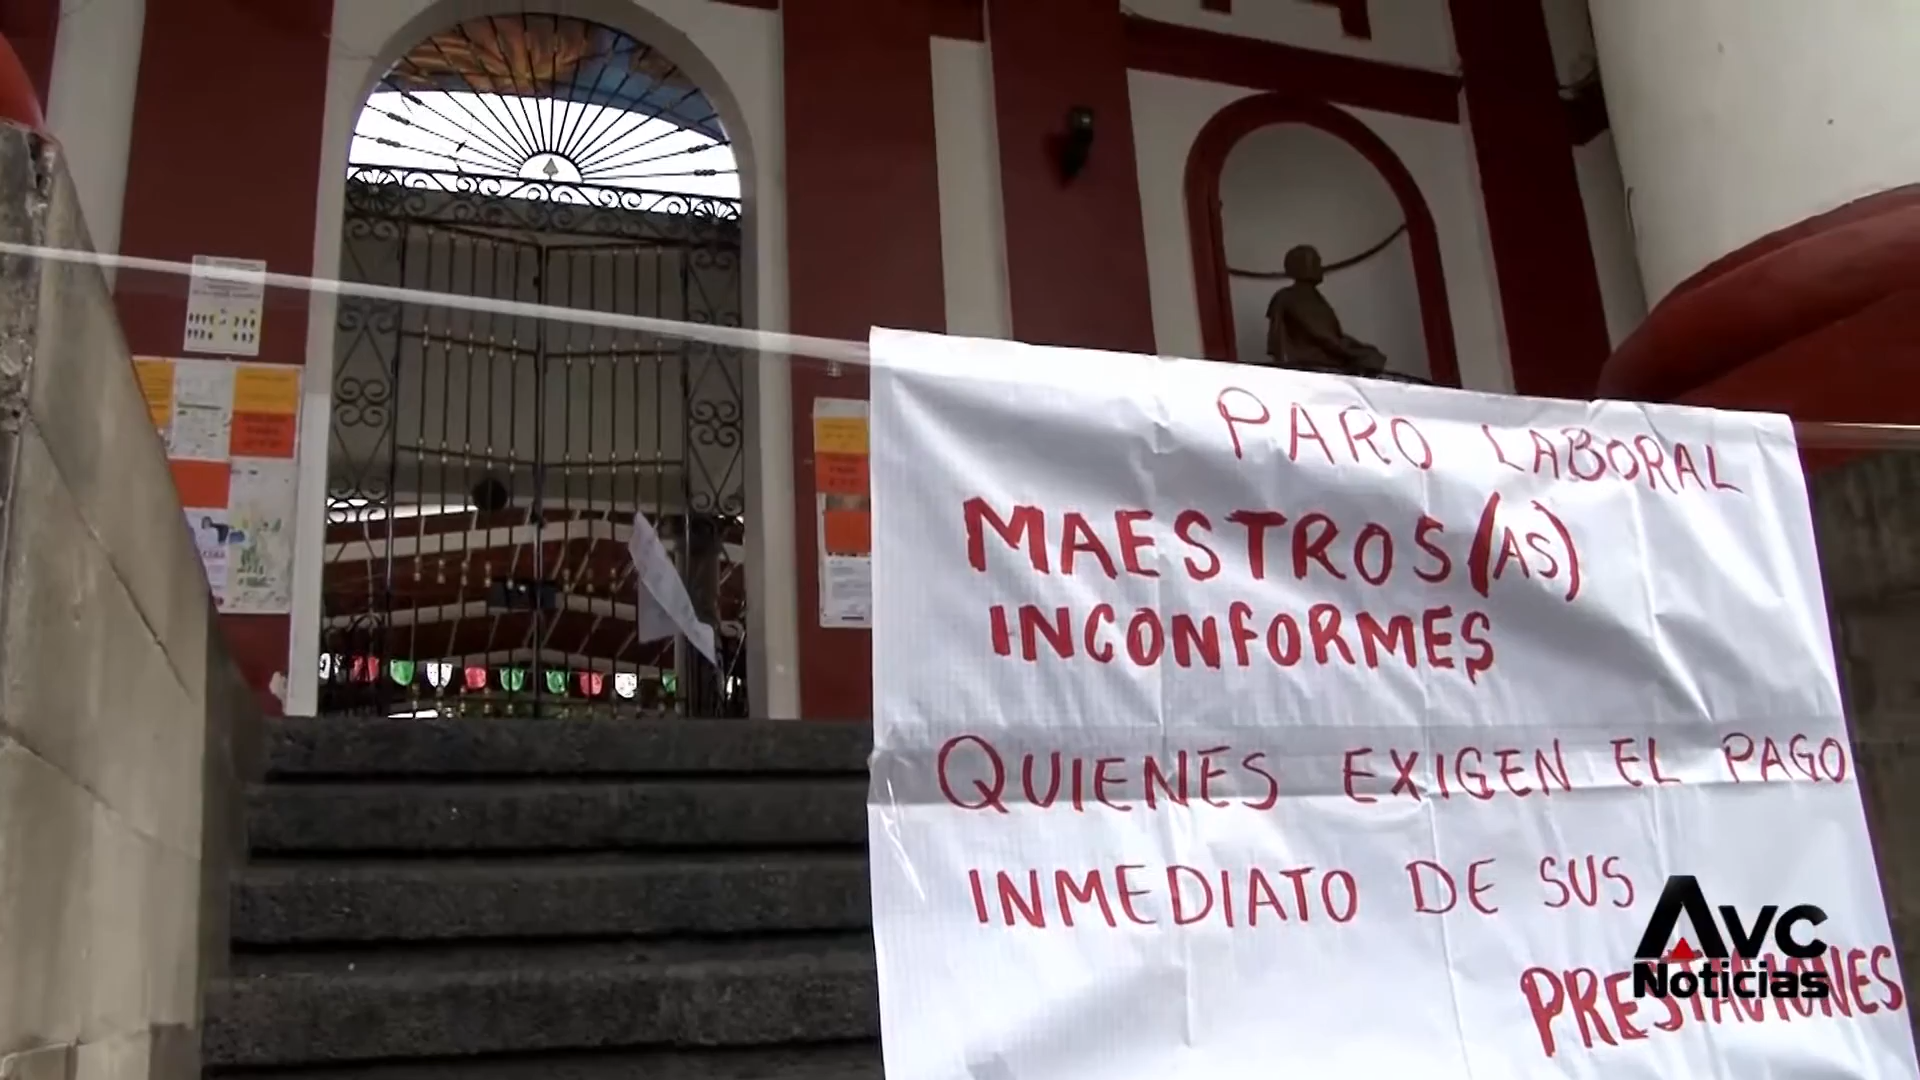 PARO LABORAL
MAESTROS/(AS)
INCONFORMES
QUIENES EXIGEN EL PAGO
INMEDIATO DE SUS
PRESTACIONES
Avc
Noticias